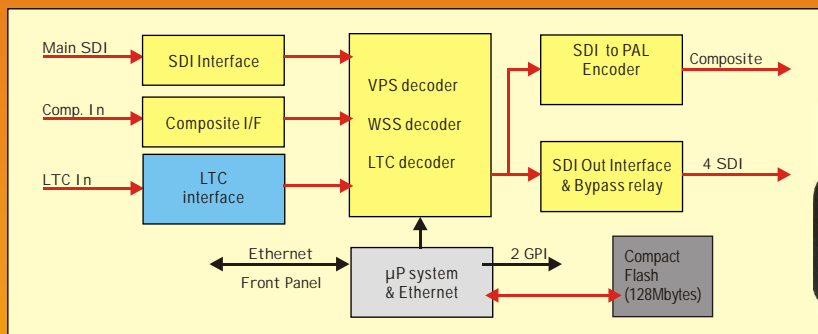 Main SDI
SDI Interface
Comp. In
Composite I/F
LTC In
LTC
interface
VPS decoder
WSS decoder
LTC decoder
SDI to PAL
Encoder
Composite
SDI Out Interface
& Bypass relay
4 SDI
Ethernet
Front Panel
µP system
& Ethernet
2 GPI
Compact
Flash
(128Mbytes)